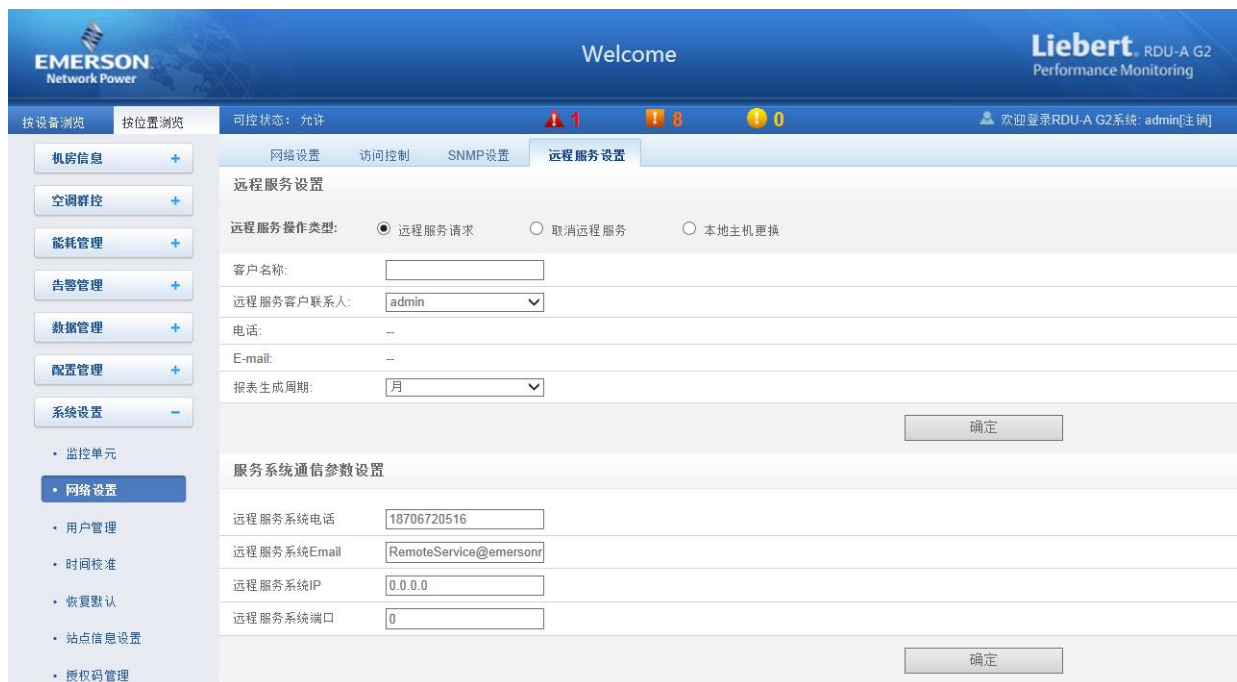 EMERSON
Network Power
Welcome
Liebert. RDU-A G2
Performance Monitoring
按设备浏览 按位置浏览 可控状态: 允许 1 8 0 欢迎登录RDU-A G2系统: admin[注销]
网络设置 访问控制 SNMP设置 远程服务设置
机房信息 +
空调群控 +
能耗管理 +
告警管理 +
数据管理 +
配置管理 +
系统设置 −
• 监控单元
• 网络设置
• 用户管理
• 时间校准
• 恢复默认
• 站点信息设置
• 授权码管理
远程服务设置
远程服务操作类型: 远程服务请求 取消远程服务 本地主机更换
客户名称:
远程服务客户联系人: admin
电话: --
E-mail: --
报表生成周期: 月
确定
服务系统通信参数设置
远程服务系统电话 18706720516
远程服务系统Email RemoteService@emersonr
远程服务系统IP 0.0.0.0
远程服务系统端口 0
确定